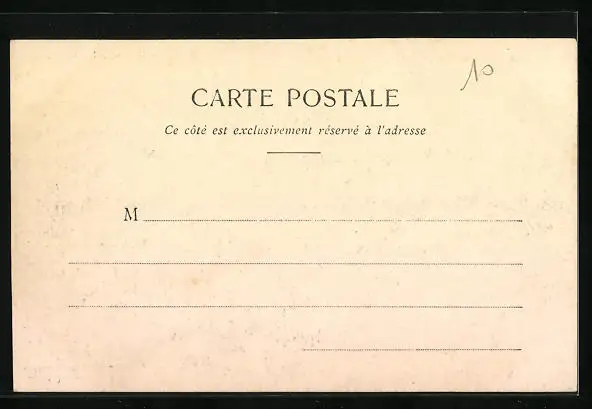 10
CARTE POSTALE
Ce côté est exclusivement réservé à l'adresse
M